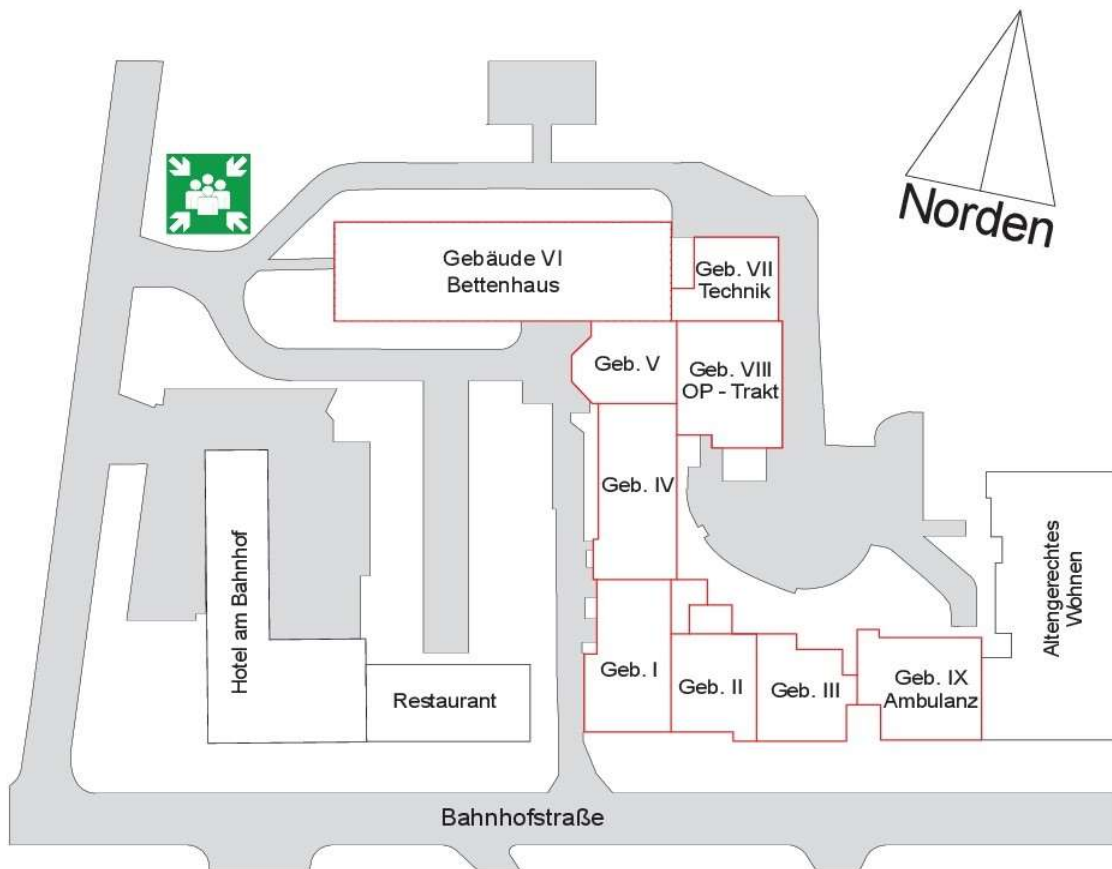 Norden
Gebäude VI
Bettenhaus
Geb. VII
Technik
Geb. V
Geb. VIII
OP - Trakt
Geb. IV
Hotel am Bahnhof
Altengerechtes
Wohnen
Geb. I
Geb. II
Geb. III
Geb. IX
Ambulanz
Restaurant
Bahnhofstraße